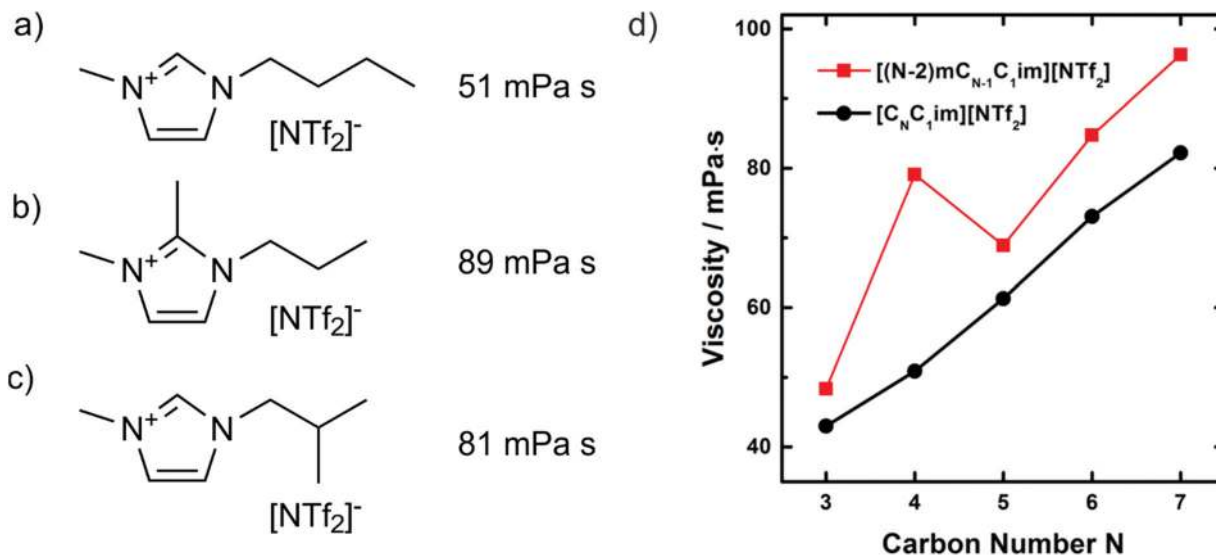 a)
N+
N
[NTf2]-
51 mPa s
b)
N+
N
[NTf2]-
89 mPa s
c)
N+
N
[NTf2]-
81 mPa s
d)
[(N-2)mCN-1C1im][NTf2]
[CNC1im][NTf2]
Viscosity / mPa·s
100
80
60
40
3 4 5 6 7
Carbon Number N